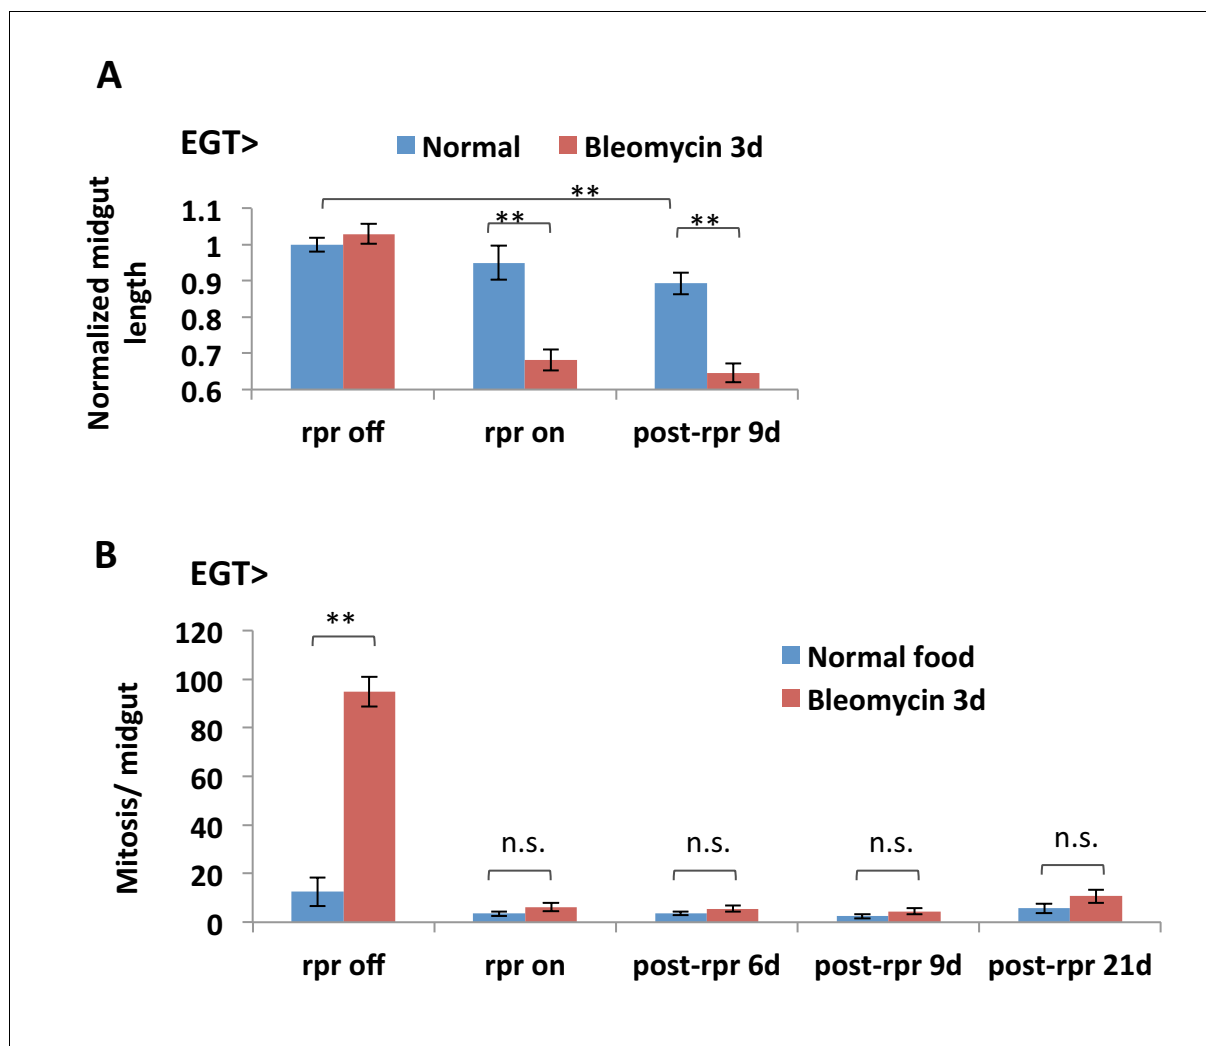 A
EGT>
Normal
Bleomycin 3d
Normalized midgut
length
**
**
**
1.1
1
0.9
0.8
0.7
0.6
rpr off
rpr on
post-rpr 9d
B
EGT>
Mitosis/ midgut
**
120
100
80
60
40
20
0
Normal food
Bleomycin 3d
n.s.
n.s.
n.s.
n.s.
rpr off
rpr on
post-rpr 6d
post-rpr 9d
post-rpr 21d